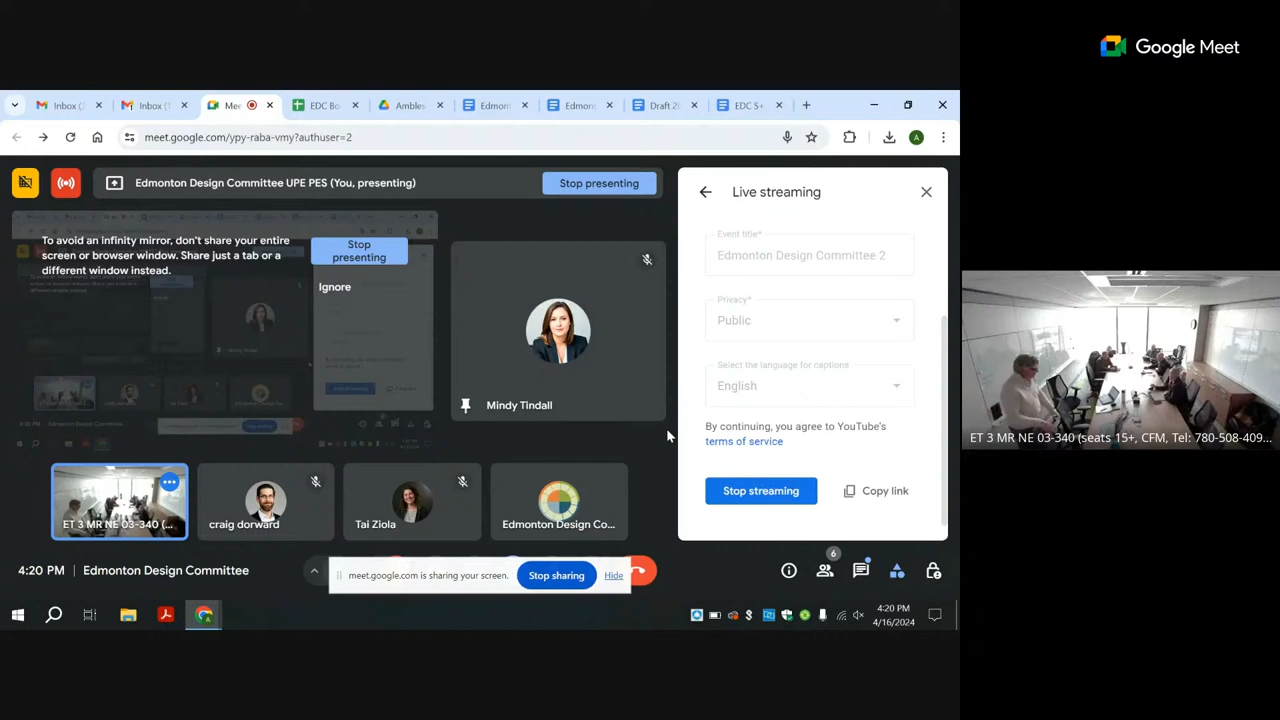 Google Meet
Inbox (
Inbox (1
Mee
EDC Bo
Ambles
Edmont
Edmon
Draft 20
EDC S+
meet.google.com/ypy-raba-vmy?authuser=2
A
Edmonton Design Committee UPE PES (You, presenting)
Stop presenting
Live streaming
To avoid an infinity mirror, don't share your entire
screen or browser window. Share just a tab or a
different window instead.
Stop
presenting
Ignore
Mindy Tindall
Event title*
Edmonton Design Committee 2
Privacy*
Public
Select the language for captions
English
By continuing, you agree to YouTube's
terms of service
Stop streaming
Copy link
ET 3 MR NE 03-340 (...
craig dorward
Tai Ziola
Edmonton Design Co...
ET 3 MR NE 03-340 (seats 15+, CFM, Tel: 780-508-409...
4:20 PM
Edmonton Design Committee
meet.google.com is sharing your screen.
Stop sharing
Hide
6
4:20 PM
4/16/2024